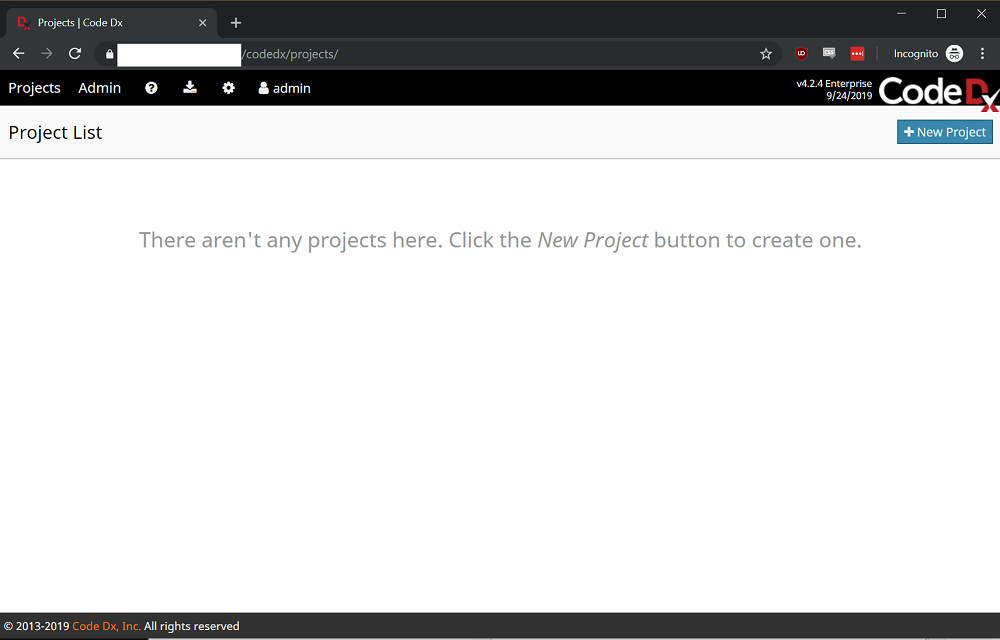 Projects | Code Dx
/codedx/projects/
Incognito
Projects Admin admin
v4.2.4 Enterprise
9/24/2019
Code Dx
Project List
New Project
There aren't any projects here. Click the New Project button to create one.
© 2013-2019 Code Dx, Inc. All rights reserved